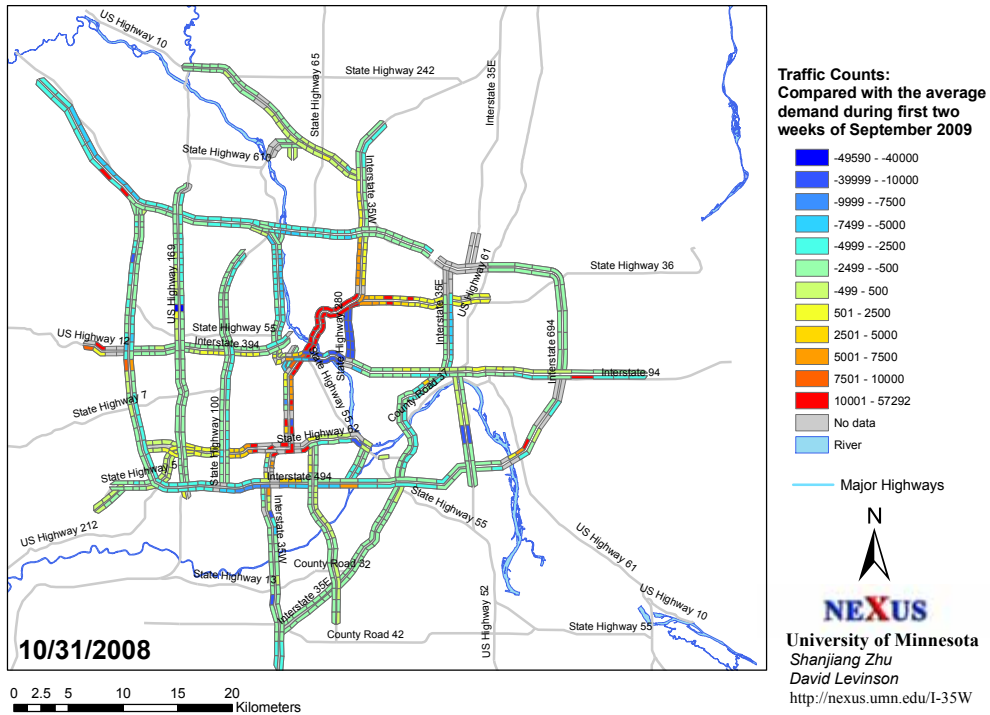 US Highway 10
State Highway 65
State Highway 242
Interstate 35E
State Highway 610
Interstate 35W
US Highway 169
US Highway 61
State Highway 36
State Highway 280
Interstate 35E
US Highway 12
State Highway 55
Interstate 394
Interstate 694
Interstate 94
State Highway 55
County Road 37
State Highway 7
State Highway 100
State Highway 62
State Highway 5
Interstate 494
State Highway 55
US Highway 212
Interstate 35W
US Highway 61
County Road 32
State Highway 13
Interstate 35E
US Highway 52
US Highway 10
County Road 42
State Highway 55
10/31/2008
0 2.5 5 10 15 20
Kilometers
Traffic Counts:
Compared with the average
demand during first two
weeks of September 2009
-49590 - -40000
-39999 - -10000
-9999 - -7500
-7499 - -5000
-4999 - -2500
-2499 - -500
-499 - 500
501 - 2500
2501 - 5000
5001 - 7500
7501 - 10000
10001 - 57292
No data
River
Major Highways
N
NEXUS
University of Minnesota
Shanjiang Zhu
David Levinson
http://nexus.umn.edu/I-35W